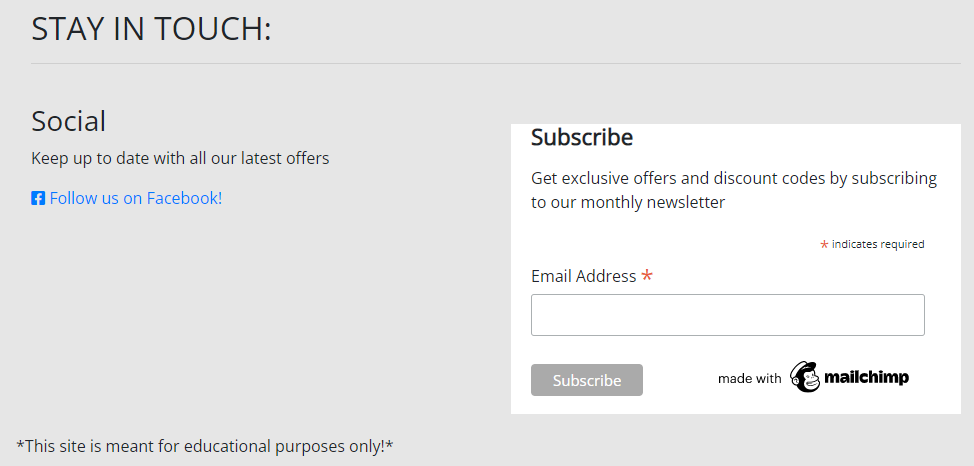 STAY IN TOUCH:
Social
Keep up to date with all our latest offers
Follow us on Facebook!
Subscribe
Get exclusive offers and discount codes by subscribing
to our monthly newsletter
* indicates required
Email Address *
Subscribe
made with mailchimp
*This site is meant for educational purposes only!*